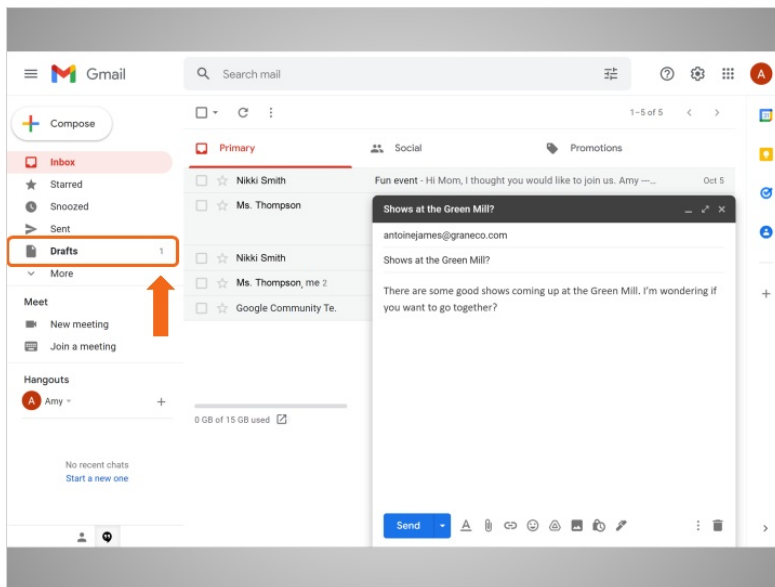 Gmail
Search mail
A
Compose
1–5 of 5
Primary
Social
Promotions
Inbox
Starred
Snoozed
Sent
Drafts 1
More
Nikki Smith
Fun event - Hi Mom, I thought you would like to join us. Amy —...
Oct 5
Ms. Thompson
Nikki Smith
Ms. Thompson, me 2
Google Community Te.
Shows at the Green Mill?
antoinejames@graneco.com
Shows at the Green Mill?
There are some good shows coming up at the Green Mill. I'm wondering if
you want to go together?
Meet
New meeting
Join a meeting
Hangouts
A Amy
0 GB of 15 GB used
No recent chats
Start a new one
Send